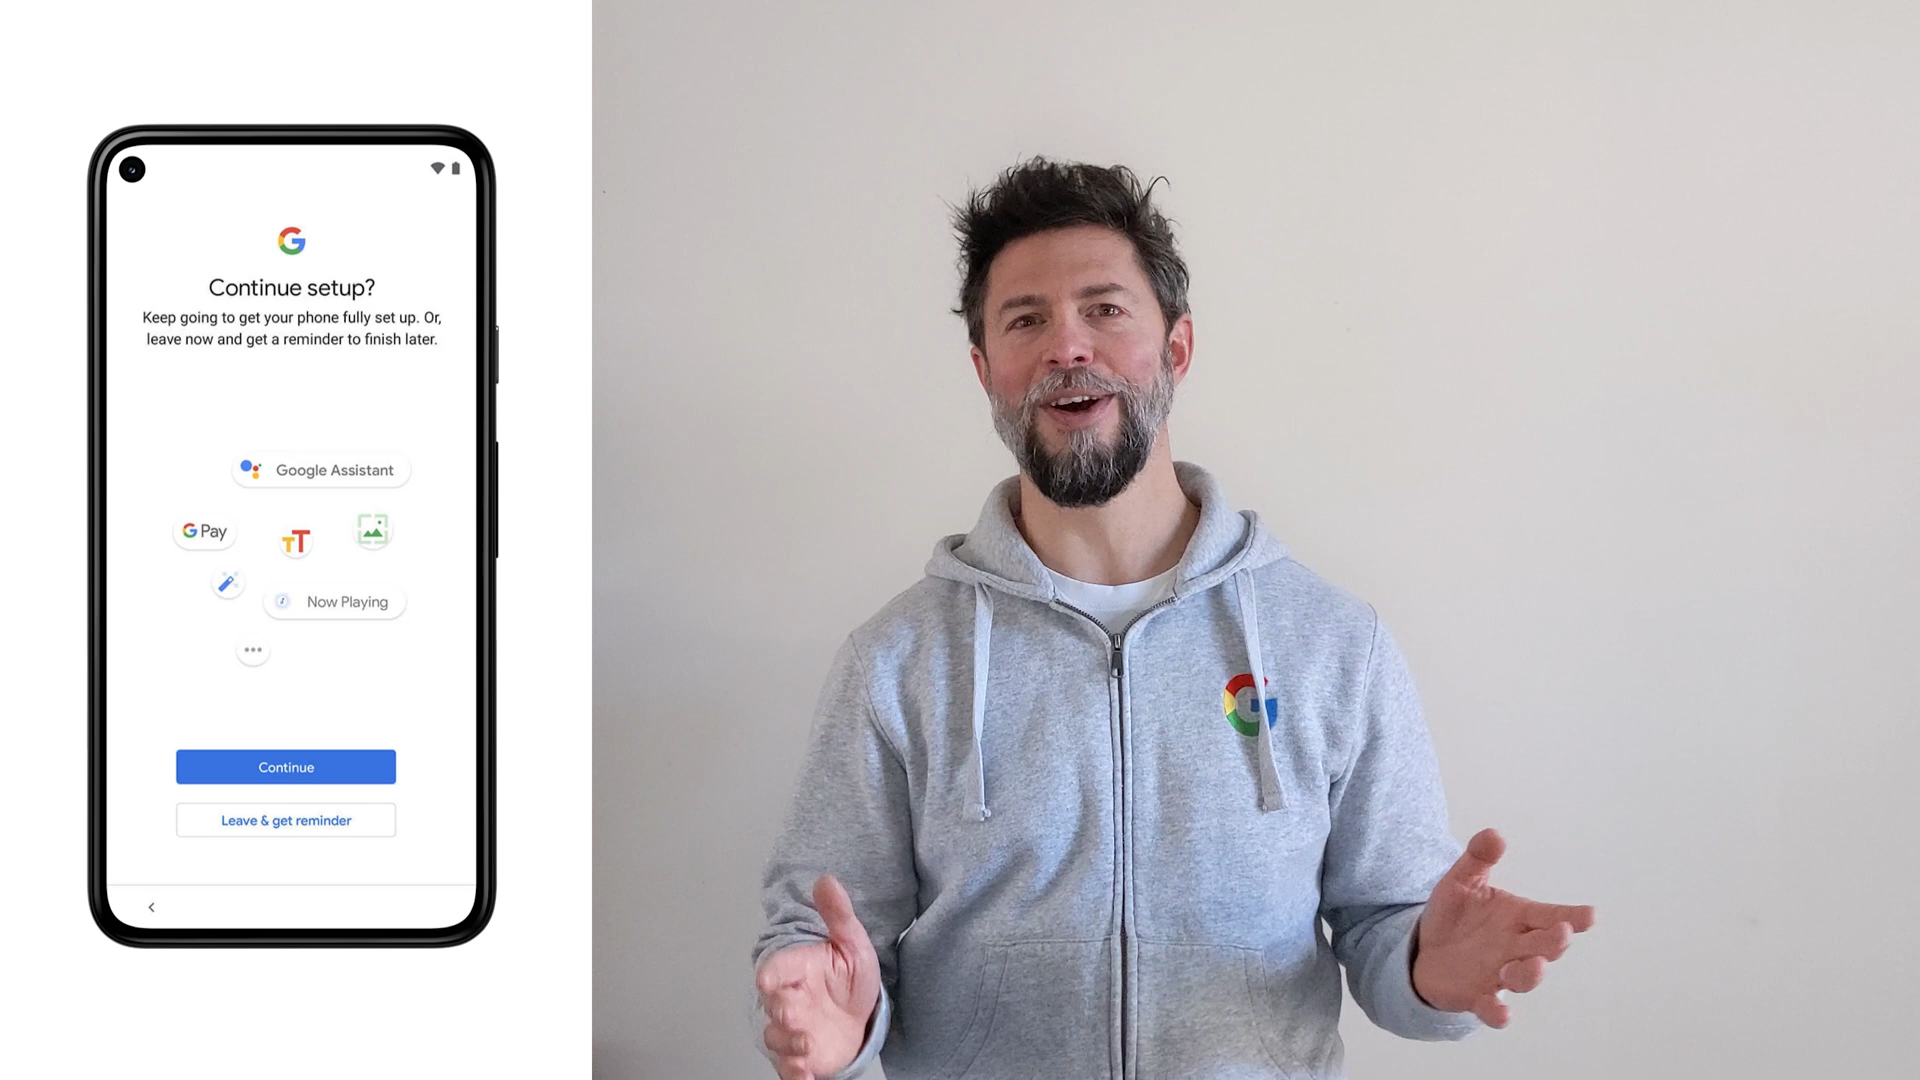 Continue setup?
Keep going to get your phone fully set up. Or,
leave now and get a reminder to finish later.
Google Assistant
G Pay
TT
Now Playing
Continue
Leave & get reminder
G